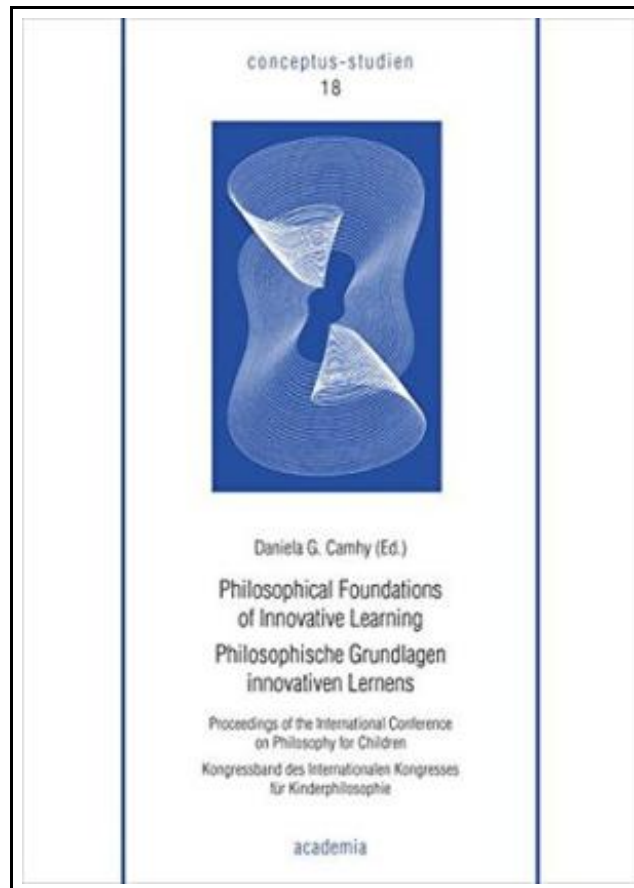 conceptus-studien
18
Daniela G. Camhy (Ed.)
Philosophical Foundations
of Innovative Learning
Philosophische Grundlagen
innovativen Lernens
Proceedings of the International Conference
on Philosophy for Children
Kongressband des Internationalen Kongresses
für Kinderphilosophie
academia